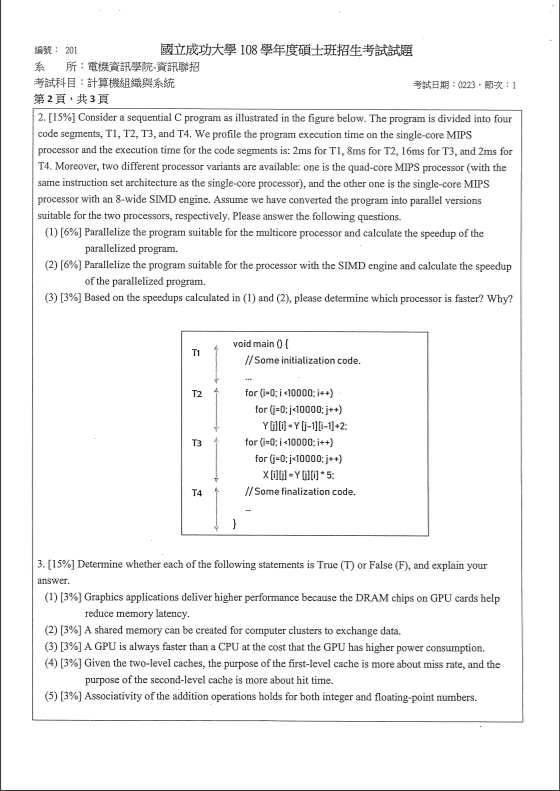 編號： 201
國立成功大學 108 學年度碩士班招生考試試題
系 所：電機資訊學院-資訊聯招
考試科目：計算機組織與系統
考試日期：0223，節次：1
第 2 頁，共 3 頁
2. [15%] Consider a sequential C program as illustrated in the figure below. The program is divided into four
code segments, T1, T2, T3, and T4. We profile the program execution time on the single-core MIPS
processor and the execution time for the code segments is: 2ms for T1, 8ms for T2, 16ms for T3, and 2ms for
T4. Moreover, two different processor variants are available: one is the quad-core MIPS processor (with the
same instruction set architecture as the single-core processor), and the other one is the single-core MIPS
processor with an 8-wide SIMD engine. Assume we have converted the program into parallel versions
suitable for the two processors, respectively. Please answer the following questions.
(1) [6%] Parallelize the program suitable for the multicore processor and calculate the speedup of the
parallelized program.
(2) [6%] Parallelize the program suitable for the processor with the SIMD engine and calculate the speedup
of the parallelized program.
(3) [3%] Based on the speedups calculated in (1) and (2), please determine which processor is faster? Why?
void main () {
T1 // Some initialization code.
...
T2 for (i=0; i <10000; i++)
for (j=0; j<10000; j++)
Y [j][i] = Y [j-1][i-1]+2;
T3 for (i=0; i <10000; i++)
for (j=0; j<10000; j++)
X [i][j] = Y [j][i] * 5;
T4 // Some finalization code.
...
}
3. [15%] Determine whether each of the following statements is True (T) or False (F), and explain your
answer.
(1) [3%] Graphics applications deliver higher performance because the DRAM chips on GPU cards help
reduce memory latency.
(2) [3%] A shared memory can be created for computer clusters to exchange data.
(3) [3%] A GPU is always faster than a CPU at the cost that the GPU has higher power consumption.
(4) [3%] Given the two-level caches, the purpose of the first-level cache is more about miss rate, and the
purpose of the second-level cache is more about hit time.
(5) [3%] Associativity of the addition operations holds for both integer and floating-point numbers.